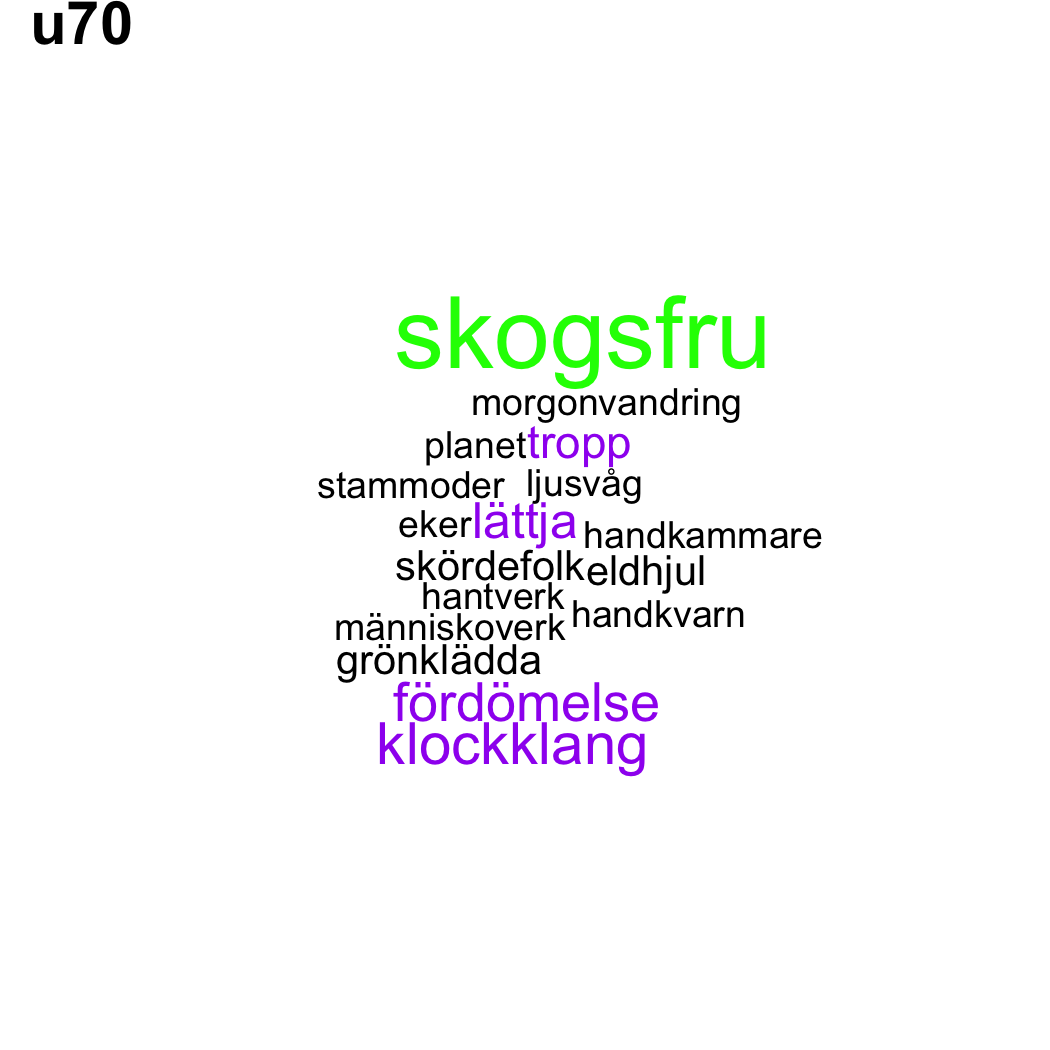 u70
skogsfru
morgonvandring
planet tropp
stammoder ljusvåg
eker lättja handkammare
skördefolk eldhjul
hantverk handkvarn
människoverk
grönklädda
fördömelse
klockklang